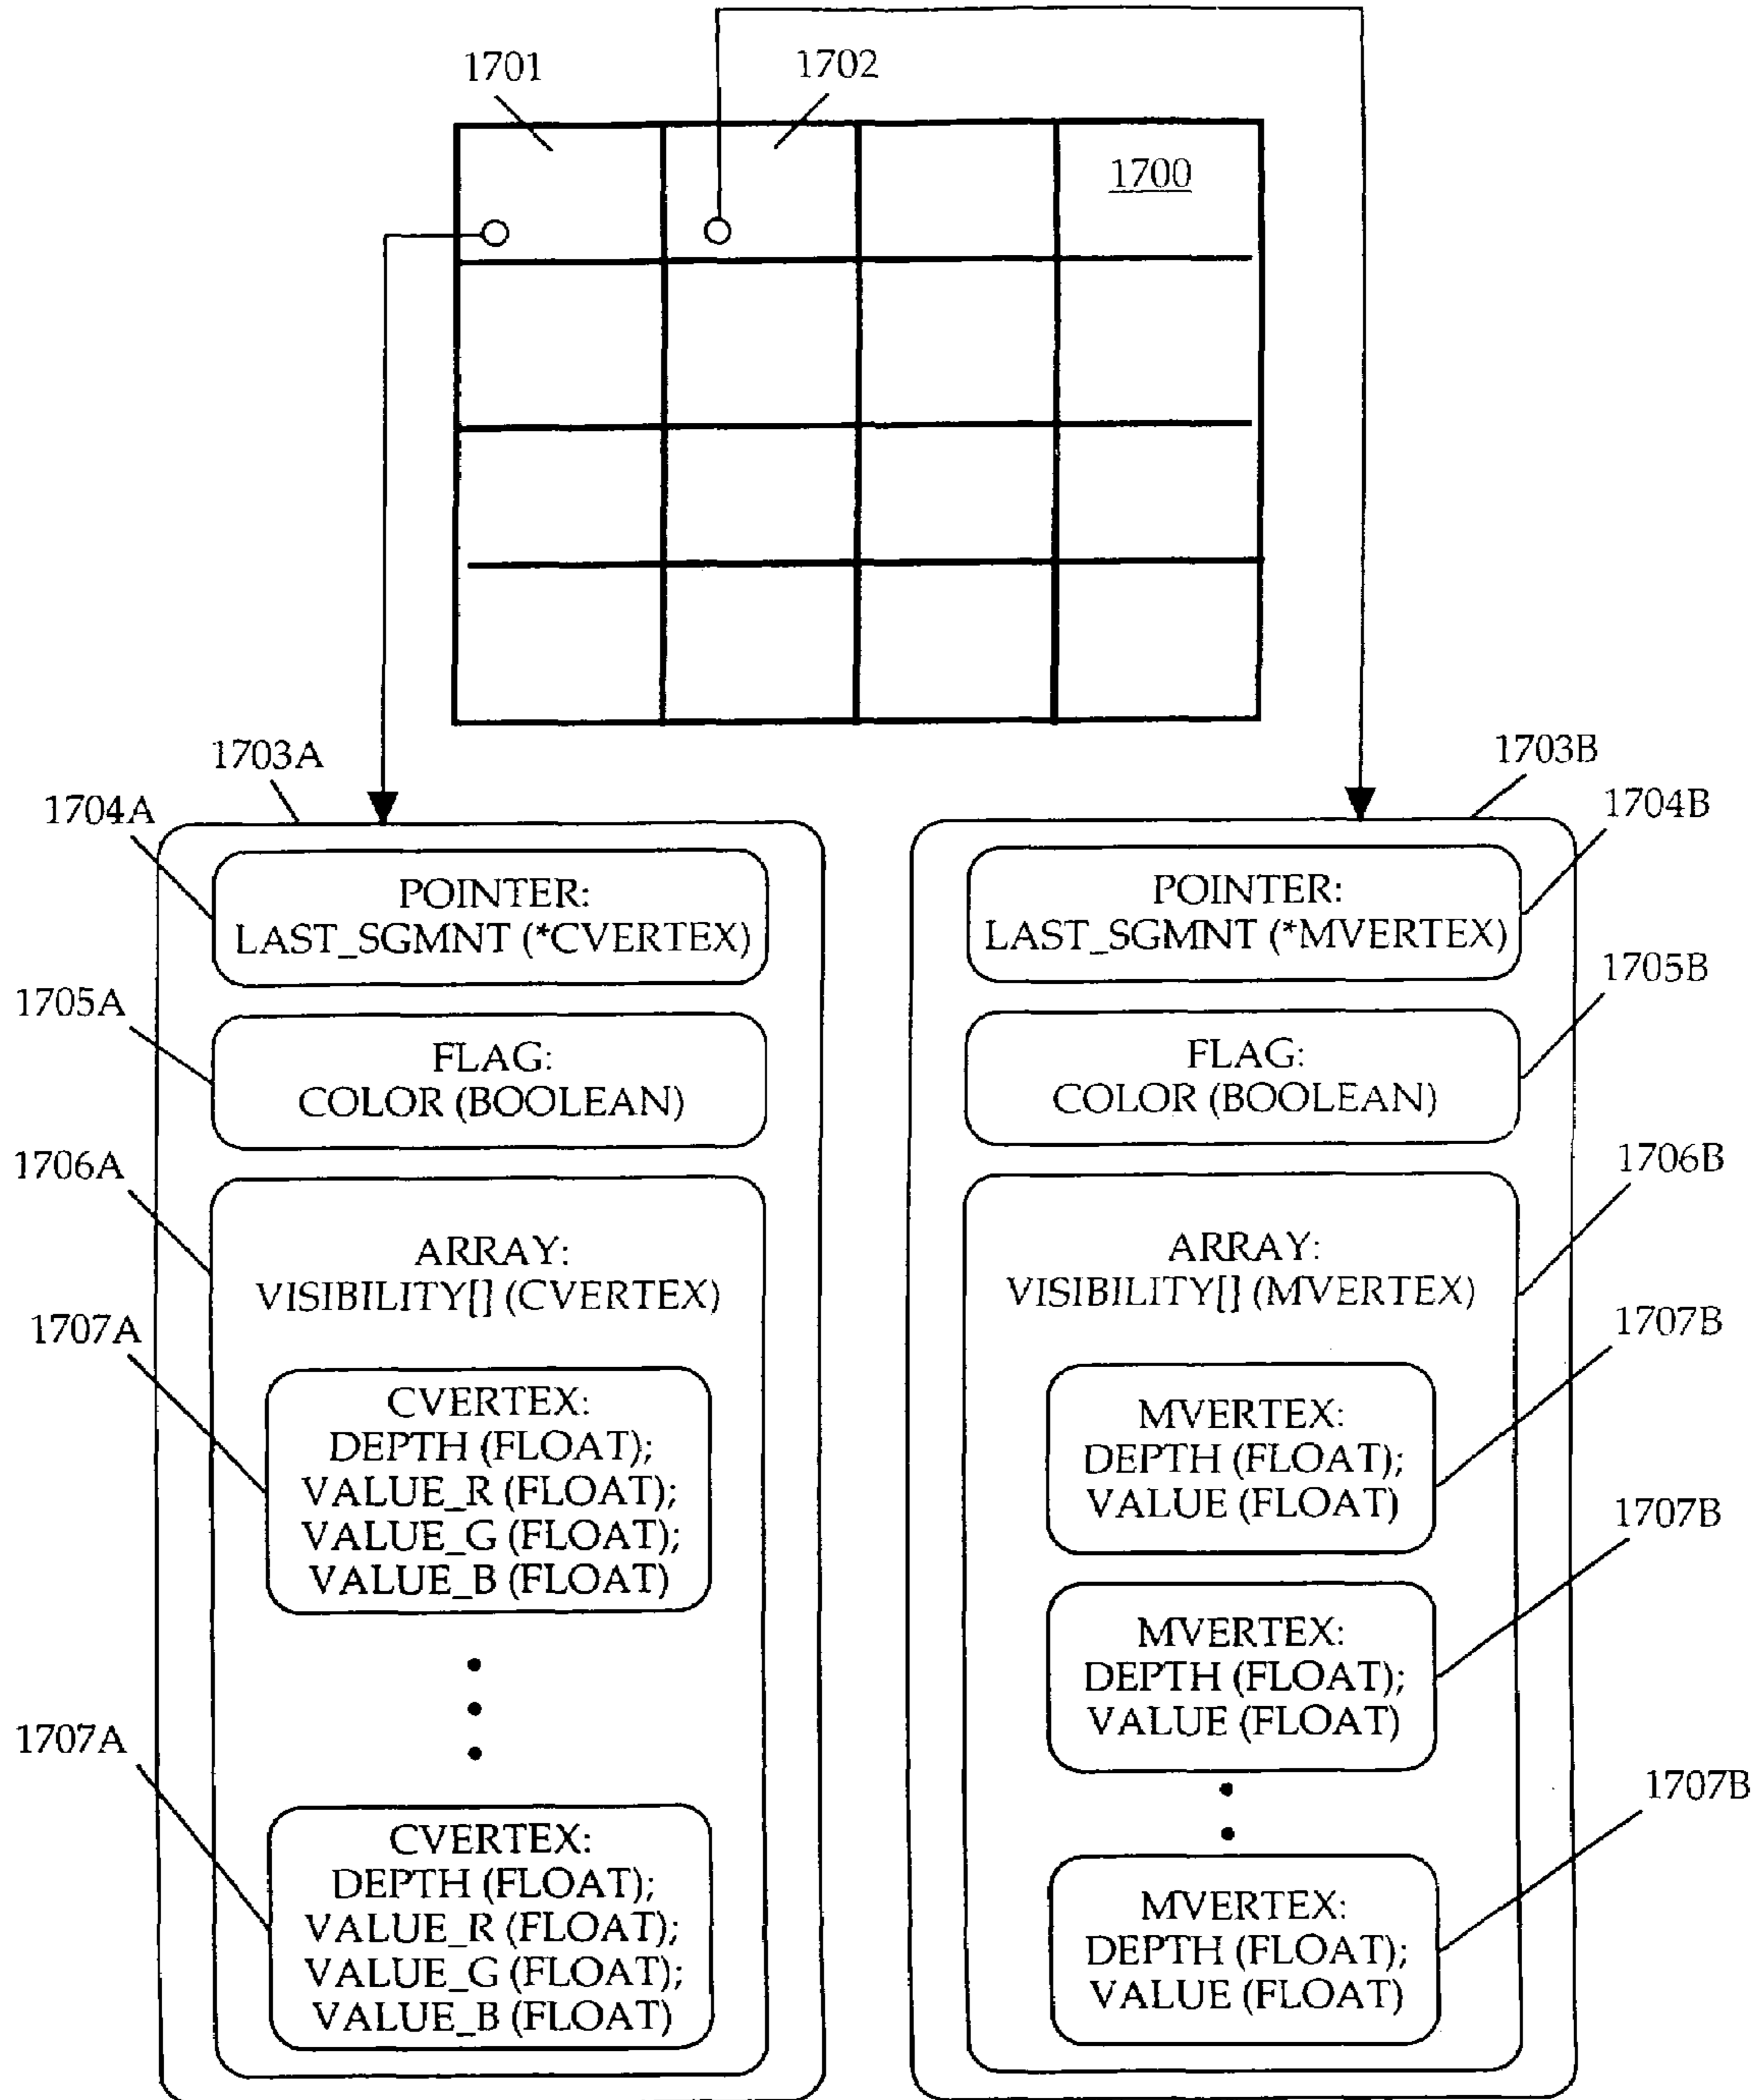 1701
1702
1700
1703A
1703B
1704A
1704B
POINTER:
LAST_SGMNT (*CVERTEX)
POINTER:
LAST_SGMNT (*MVERTEX)
1705A
1705B
FLAG:
COLOR (BOOLEAN)
FLAG:
COLOR (BOOLEAN)
1706A
1706B
ARRAY:
VISIBILITY[] (CVERTEX)
ARRAY:
VISIBILITY[] (MVERTEX)
1707A
1707B
CVERTEX:
DEPTH (FLOAT);
VALUE_R (FLOAT);
VALUE_G (FLOAT);
VALUE_B (FLOAT)
MVERTEX:
DEPTH (FLOAT);
VALUE (FLOAT)
1707B
MVERTEX:
DEPTH (FLOAT);
VALUE (FLOAT)
1707A
1707B
CVERTEX:
DEPTH (FLOAT);
VALUE_R (FLOAT);
VALUE_G (FLOAT);
VALUE_B (FLOAT)
MVERTEX:
DEPTH (FLOAT);
VALUE (FLOAT)